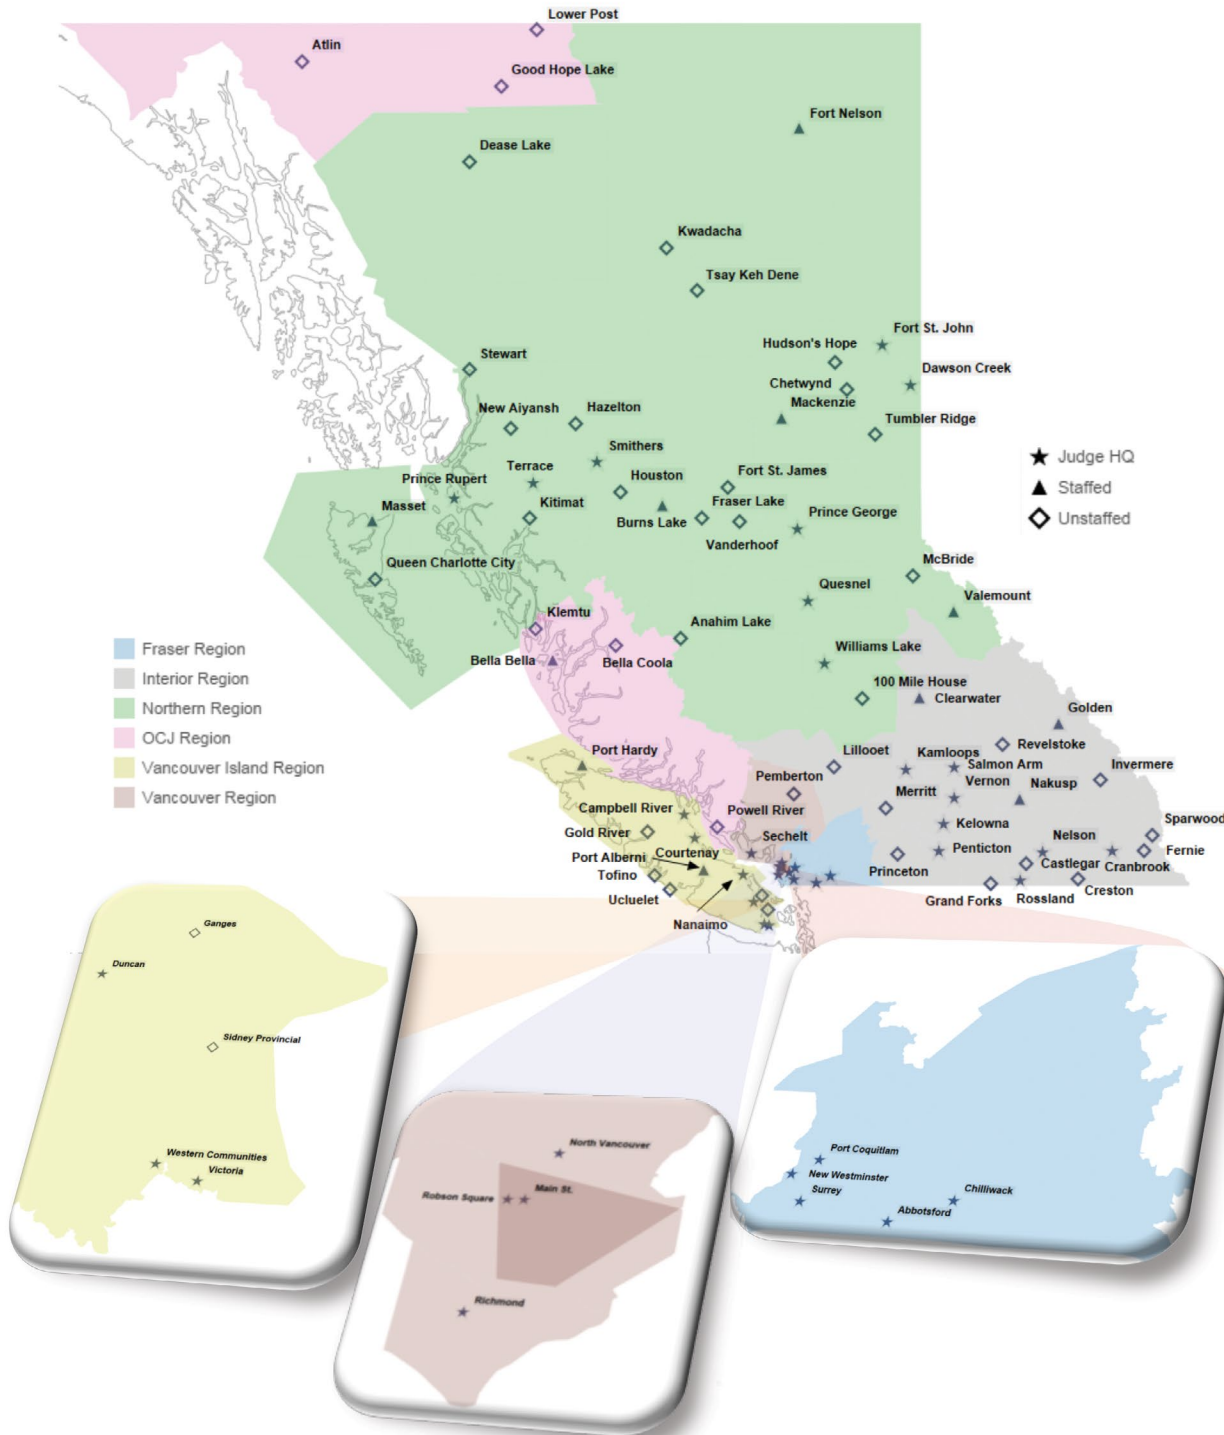 Lower Post
Atlin
Good Hope Lake
Fort Nelson
Dease Lake
Kwadacha
Tsay Keh Dene
Fort St. John
Hudson's Hope
Stewart
Dawson Creek
Chetwynd
New Aiyansh
Hazelton
Mackenzie
Tumbler Ridge
Smithers
Judge HQ
Terrace
Fort St. James
Prince Rupert
Houston
Staffed
Masset
Kitimat
Fraser Lake
Burns Lake
Prince George
Unstaffed
Vanderhoof
Queen Charlotte City
McBride
Quesnel
Valemount
Klemtu
Anahim Lake
Fraser Region
Williams Lake
Bella Bella
Bella Coola
Interior Region
100 Mile House
Clearwater
Northern Region
Golden
OCJ Region
Port Hardy
Lillooet
Kamloops
Revelstoke
Vancouver Island Region
Pemberton
Salmon Arm
Invermere
Vernon
Nakusp
Merritt
Vancouver Region
Campbell River
Powell River
Sparwood
Gold River
Sechelt
Kelowna
Nelson
Port Alberni
Courtenay
Penticton
Fernie
Tofino
Castlegar
Cranbrook
Princeton
Ucluelet
Creston
Grand Forks
Rossland
Nanaimo
Ganges
Duncan
Sidney Provincial
Western Communities
Victoria
North Vancouver
Robson Square
Main St.
Richmond
Port Coquitlam
New Westminster
Surrey
Chilliwack
Abbotsford